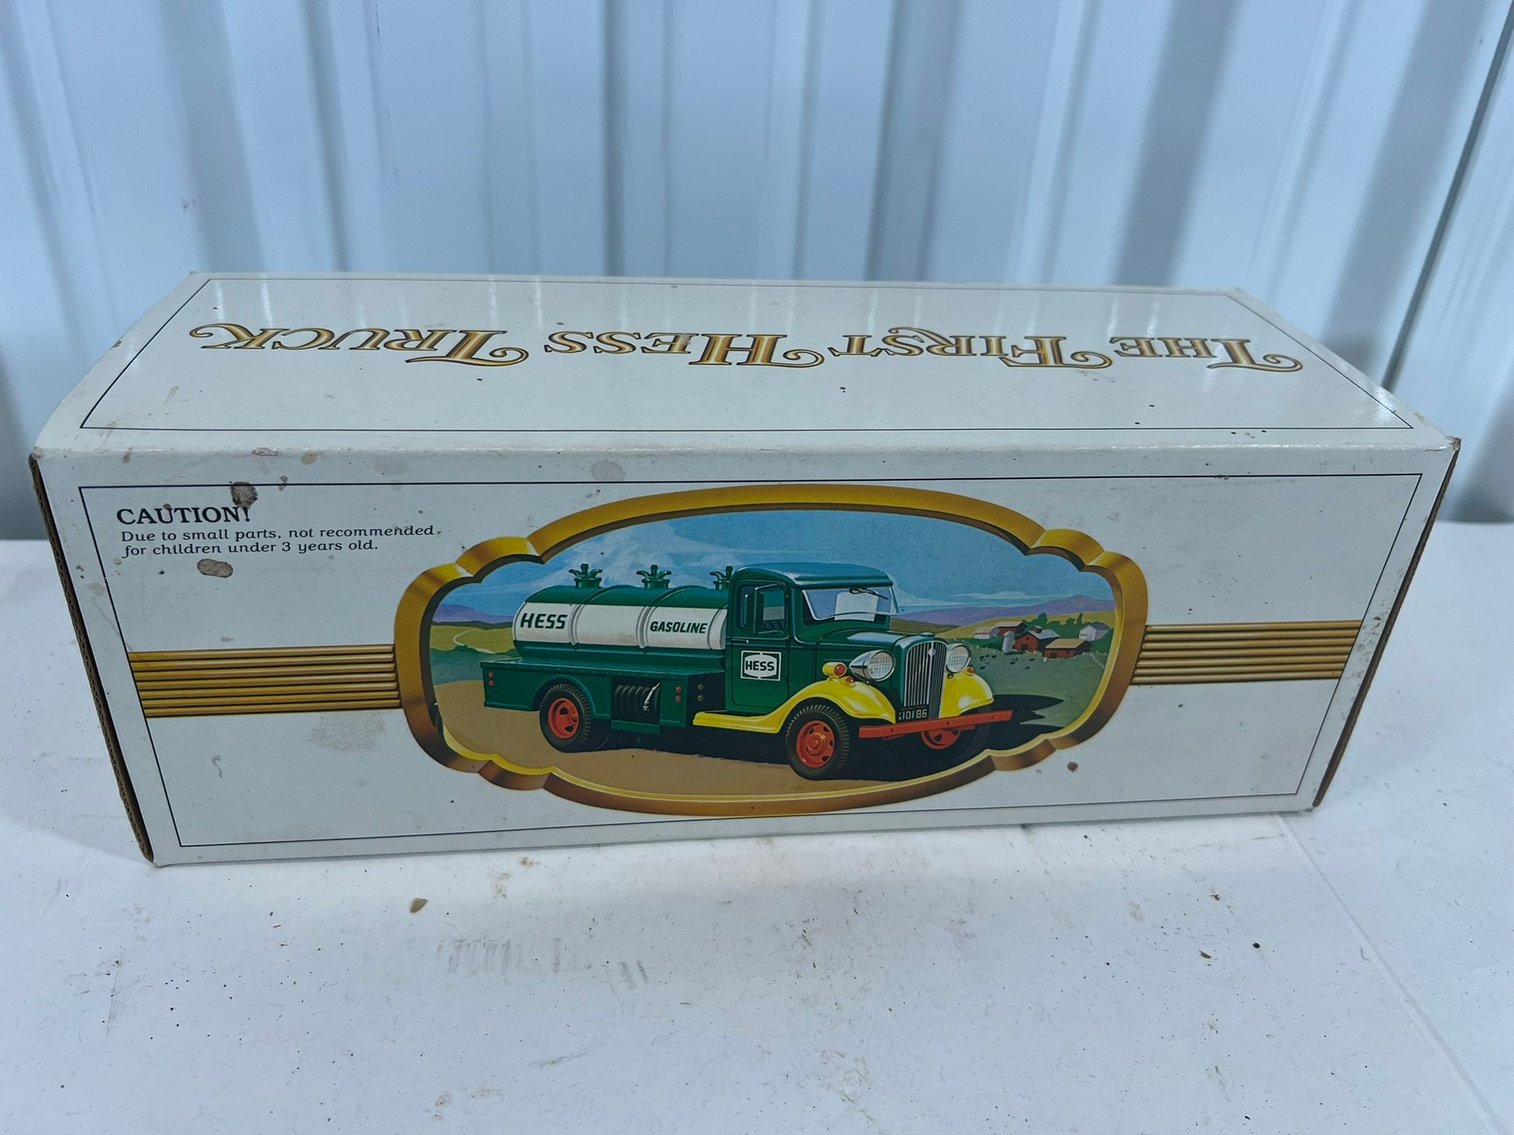 THE FIRST HESS TRUCK
CAUTION!
Due to small parts, not recommended
for children under 3 years old.
HESS GASOLINE
HESS